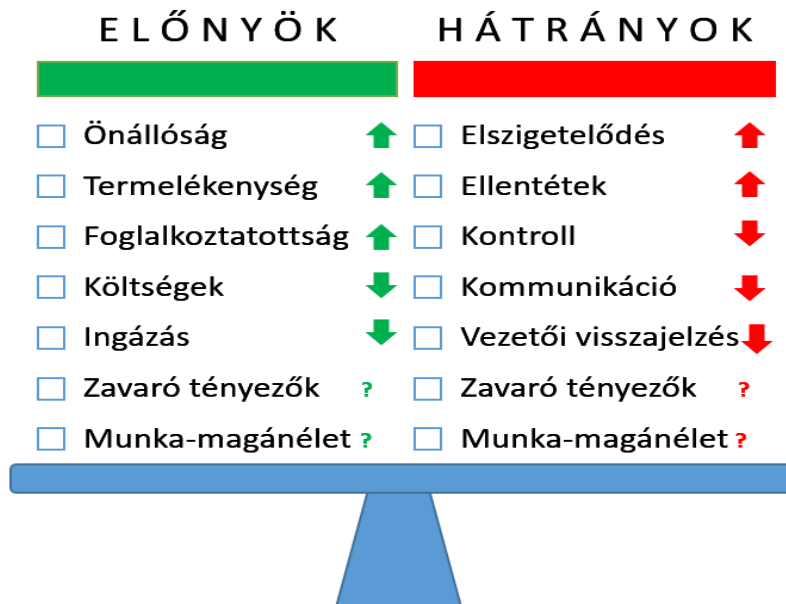 ELŐNYÖK
Önállóság
Termelékenység
Foglalkoztatottság
Költségek
Ingázás
Zavaró tényezők ?
Munka-magánélet ?
HÁTRÁNYOK
Elszigetelődés
Ellentétek
Kontroll
Kommunikáció
Vezetői visszajelzés
Zavaró tényezők ?
Munka-magánélet ?